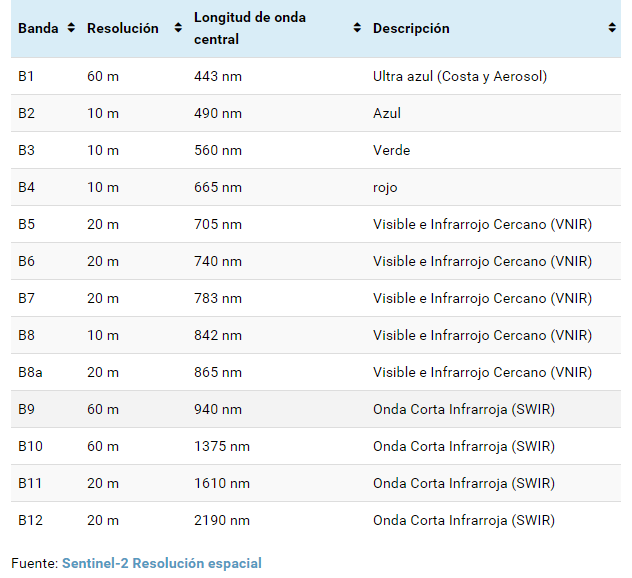 Banda Resolución Longitud de onda central Descripción
B1 60 m 443 nm Ultra azul (Costa y Aerosol)
B2 10 m 490 nm Azul
B3 10 m 560 nm Verde
B4 10 m 665 nm rojo
B5 20 m 705 nm Visible e Infrarrojo Cercano (VNIR)
B6 20 m 740 nm Visible e Infrarrojo Cercano (VNIR)
B7 20 m 783 nm Visible e Infrarrojo Cercano (VNIR)
B8 10 m 842 nm Visible e Infrarrojo Cercano (VNIR)
B8a 20 m 865 nm Visible e Infrarrojo Cercano (VNIR)
B9 60 m 940 nm Onda Corta Infrarroja (SWIR)
B10 60 m 1375 nm Onda Corta Infrarroja (SWIR)
B11 20 m 1610 nm Onda Corta Infrarroja (SWIR)
B12 20 m 2190 nm Onda Corta Infrarroja (SWIR)
Fuente: Sentinel-2 Resolución espacial